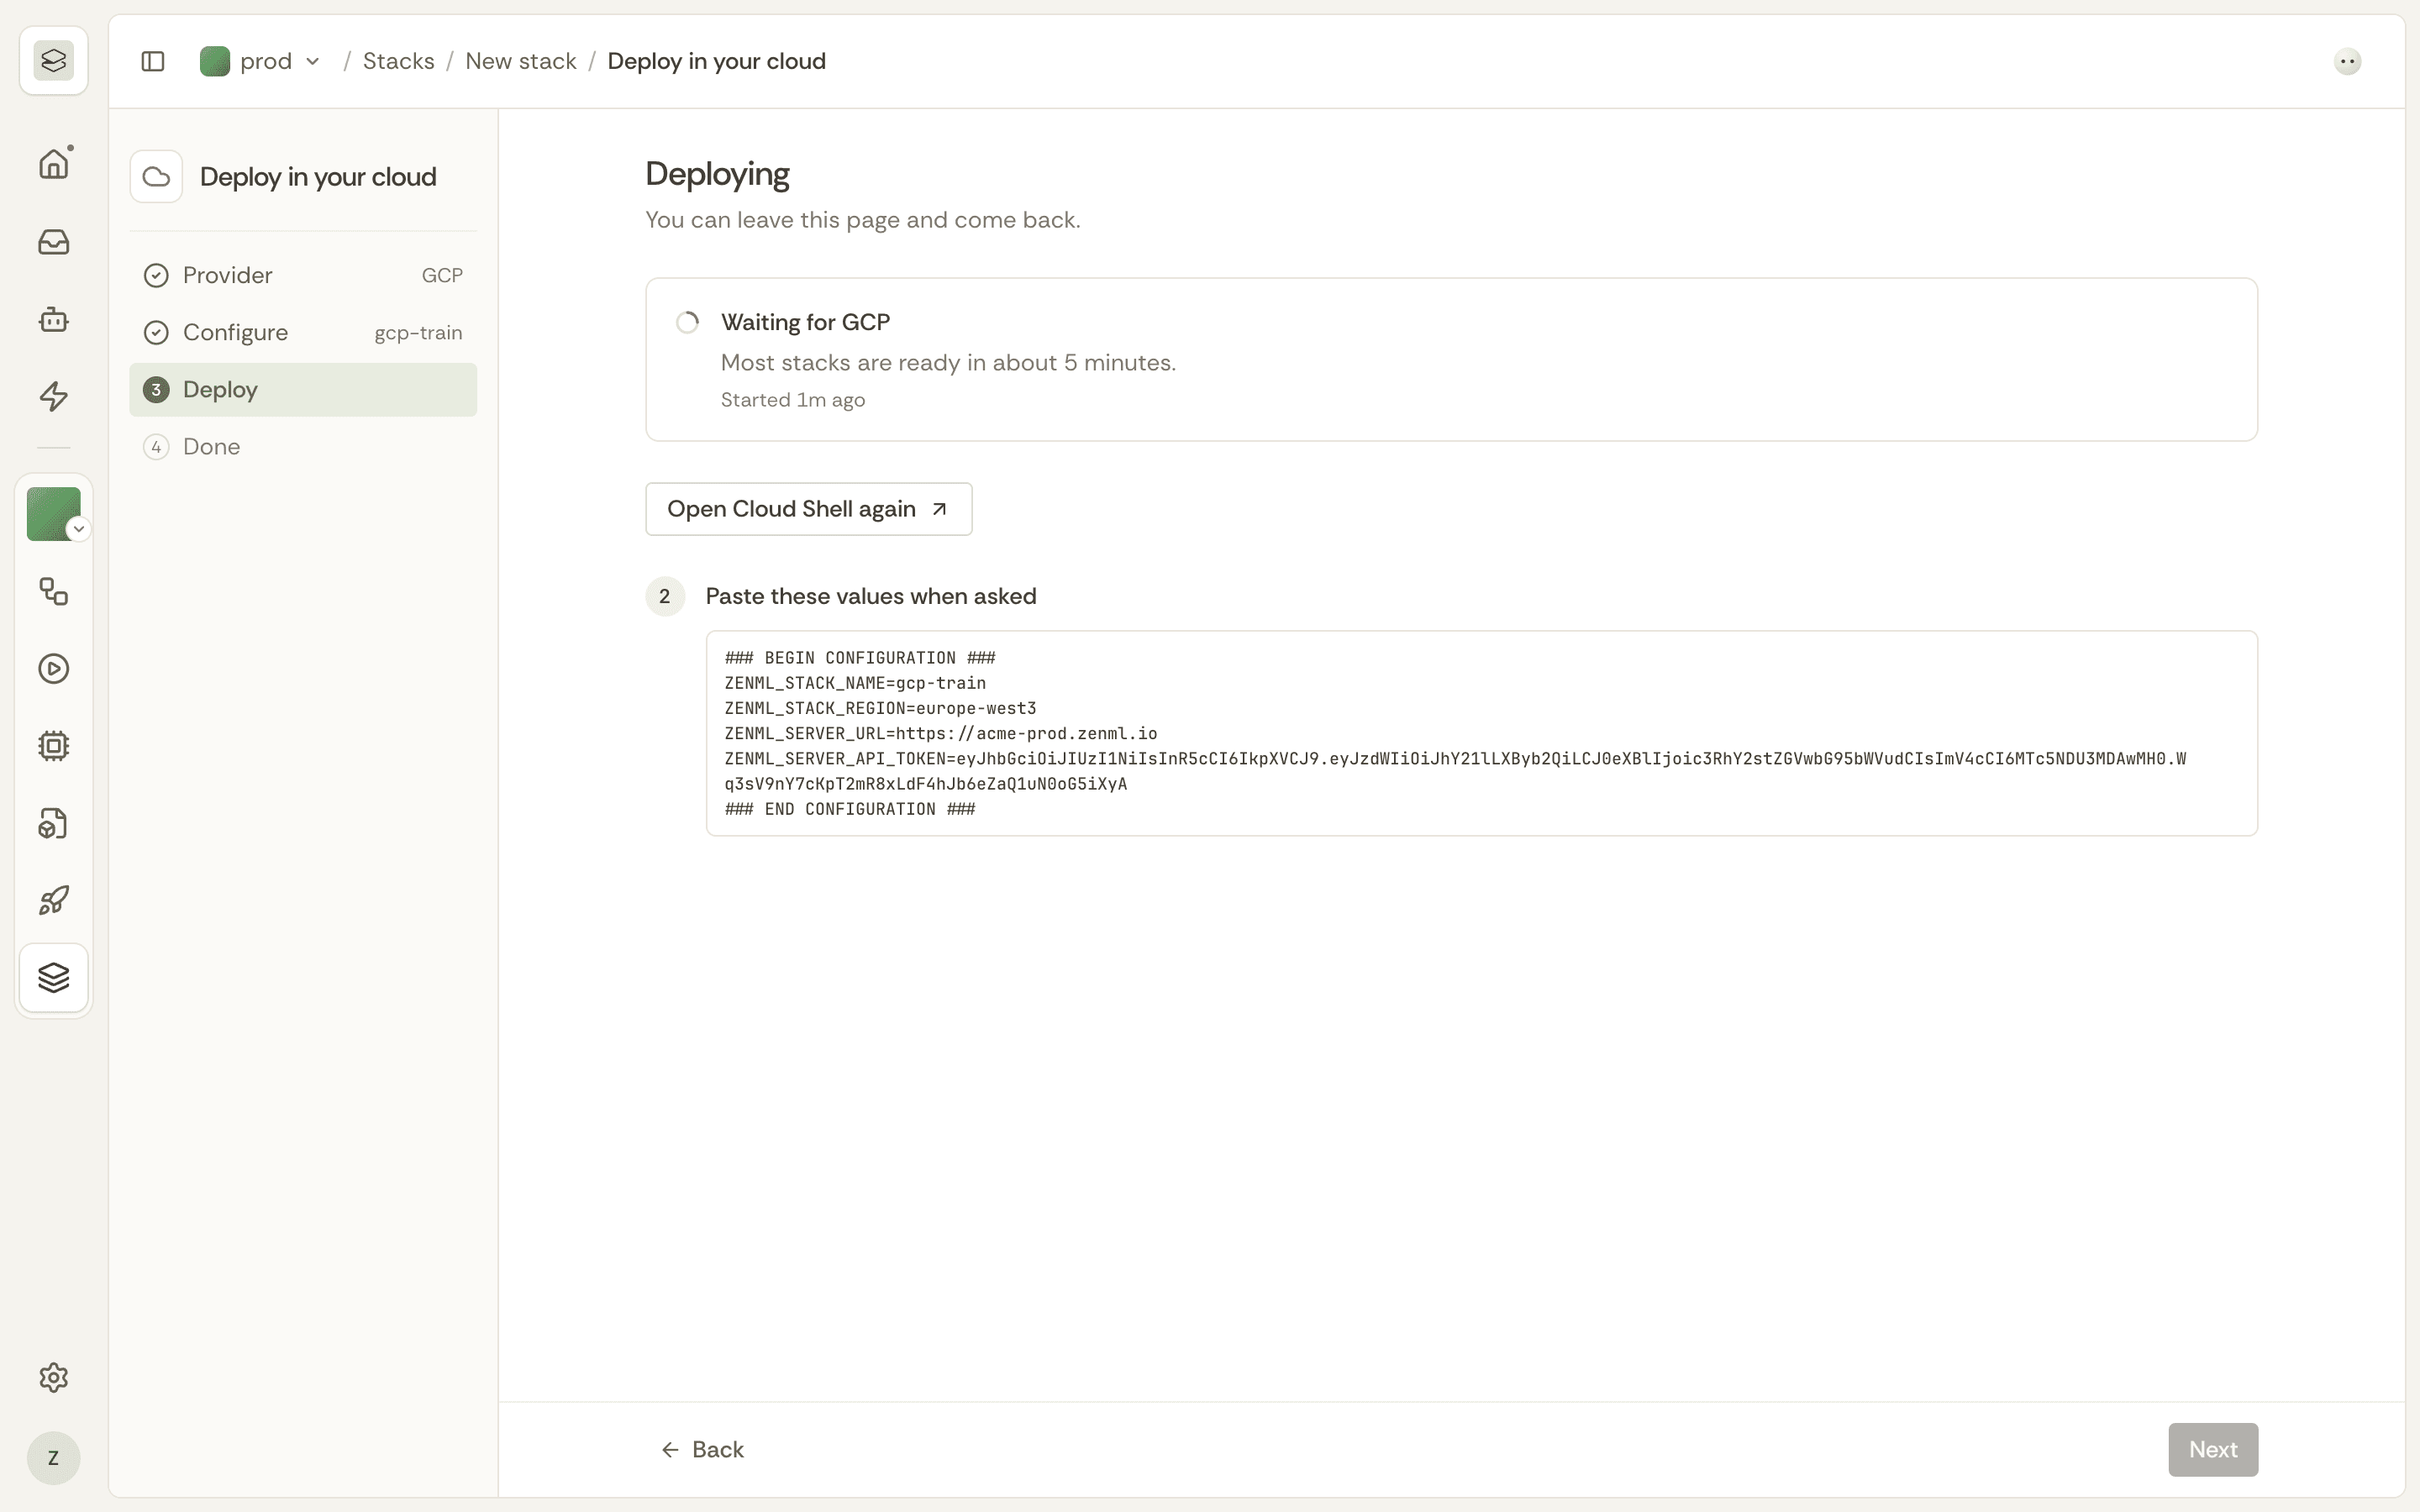 prod / Stacks / New stack / Deploy in your cloud
Deploy in your cloud
Provider GCP
Configure gcp-train
3 Deploy
4 Done
Deploying
You can leave this page and come back.
Waiting for GCP
Most stacks are ready in about 5 minutes.
Started 1m ago
Open Cloud Shell again
2 Paste these values when asked
### BEGIN CONFIGURATION ###
ZENML_STACK_NAME=gcp-train
ZENML_STACK_REGION=europe-west3
ZENML_SERVER_URL=https://acme-prod.zenml.io
ZENML_SERVER_API_TOKEN=eyJhbGciOiJIUzI1NiIsInR5cCI6IkpXVCJ9.eyJzdWIiOiJhY21lLXByb2QiLCJ0eXBlIjoic3RhY2stZGVwbG95bWVudCIsImV4cCI6MTc5NDU3MDAwMH0.W
q3sV9nY7cKpT2mR8xLdF4hJb6eZaQ1uN0oG5iXyA
### END CONFIGURATION ###
Z
Back
Next